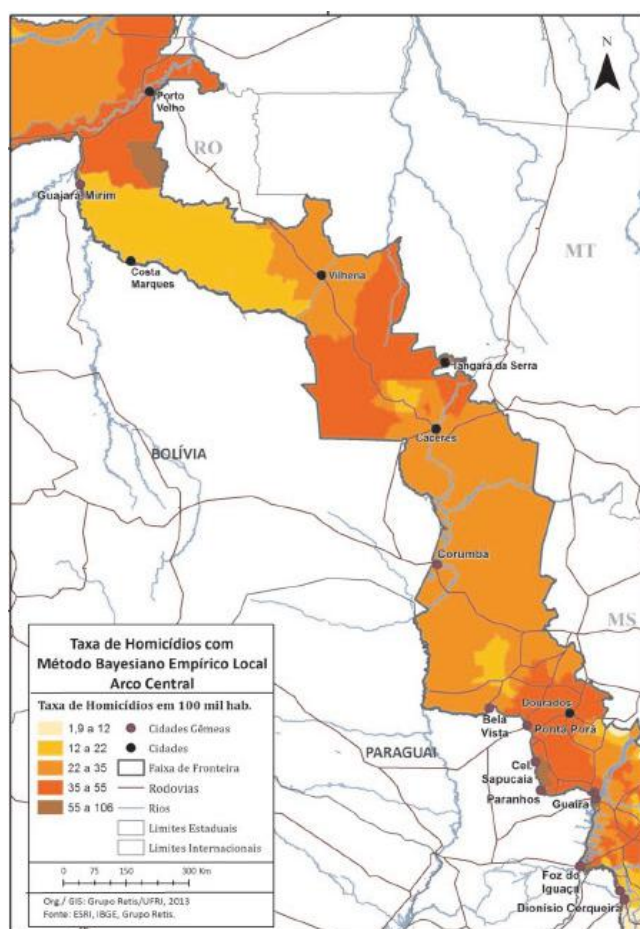 N
Porto
Velho
RO
Guajará Mirim
MT
Costa
Marques
Vilhena
Tangará da Serra
Cáceres
BOLÍVIA
Corumbá
MS
Dourados
Bela
Vista
Ponta Porã
PARAGUAI
Cel.
Sapucaia
Paranhos
Guaíra
Foz do
Iguaçu
Dionísio Cerqueira
Taxa de Homicídios com
Método Bayesiano Empírico Local
Arco Central
Taxa de Homicídios em 100 mil hab.
1,9 a 12
12 a 22
22 a 35
35 a 55
55 a 106
Cidades Gêmeas
Cidades
Faixa de Fronteira
Rodovias
Rios
Limites Estaduais
Limites Internacionais
0 75 150 300 Km
Org./ GIS: Grupo Retis/UFRJ, 2013
Fonte: ESRI, IBGE, Grupo Retis.